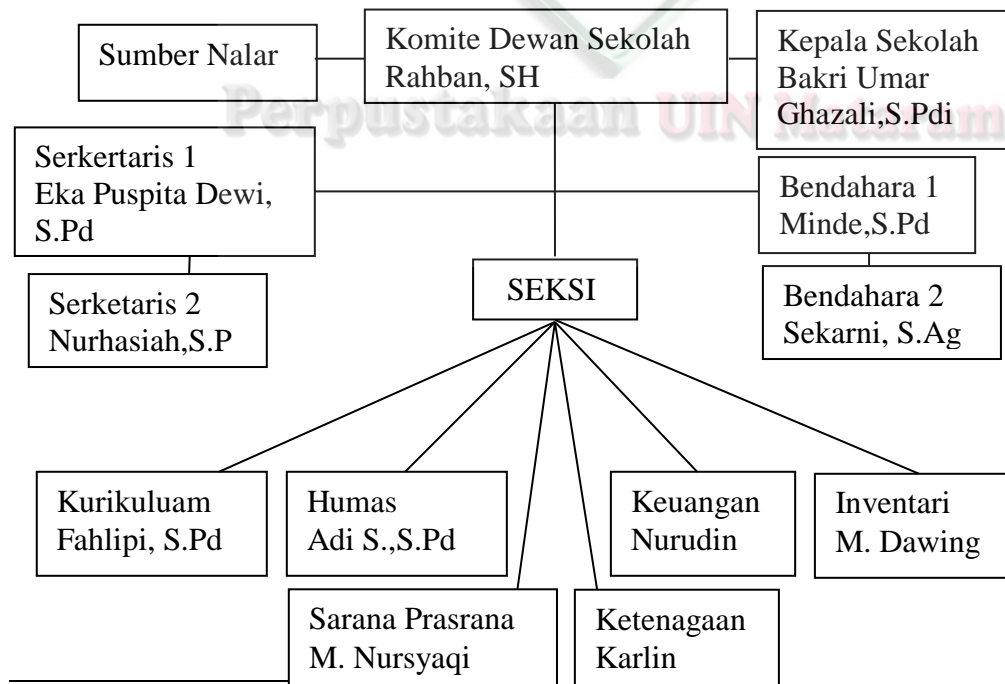 Sumber Nalar
Komite Dewan Sekolah
Rahban, SH
Kepala Sekolah
Bakri Umar
Ghazali,S.Pdi
Perpustakaan UIN Mataram
Serkertaris 1
Eka Puspita Dewi,
S.Pd
Bendahara 1
Minde,S.Pd
Serketaris 2
Nurhasiah,S.P
SEKSI
Bendahara 2
Sekarni, S.Ag
Kurikuluam
Fahlipi, S.Pd
Humas
Adi S.,S.Pd
Keuangan
Nurudin
Inventari
M. Dawing
Sarana Prasrana
M. Nursyaqi
Ketenagaan
Karlin